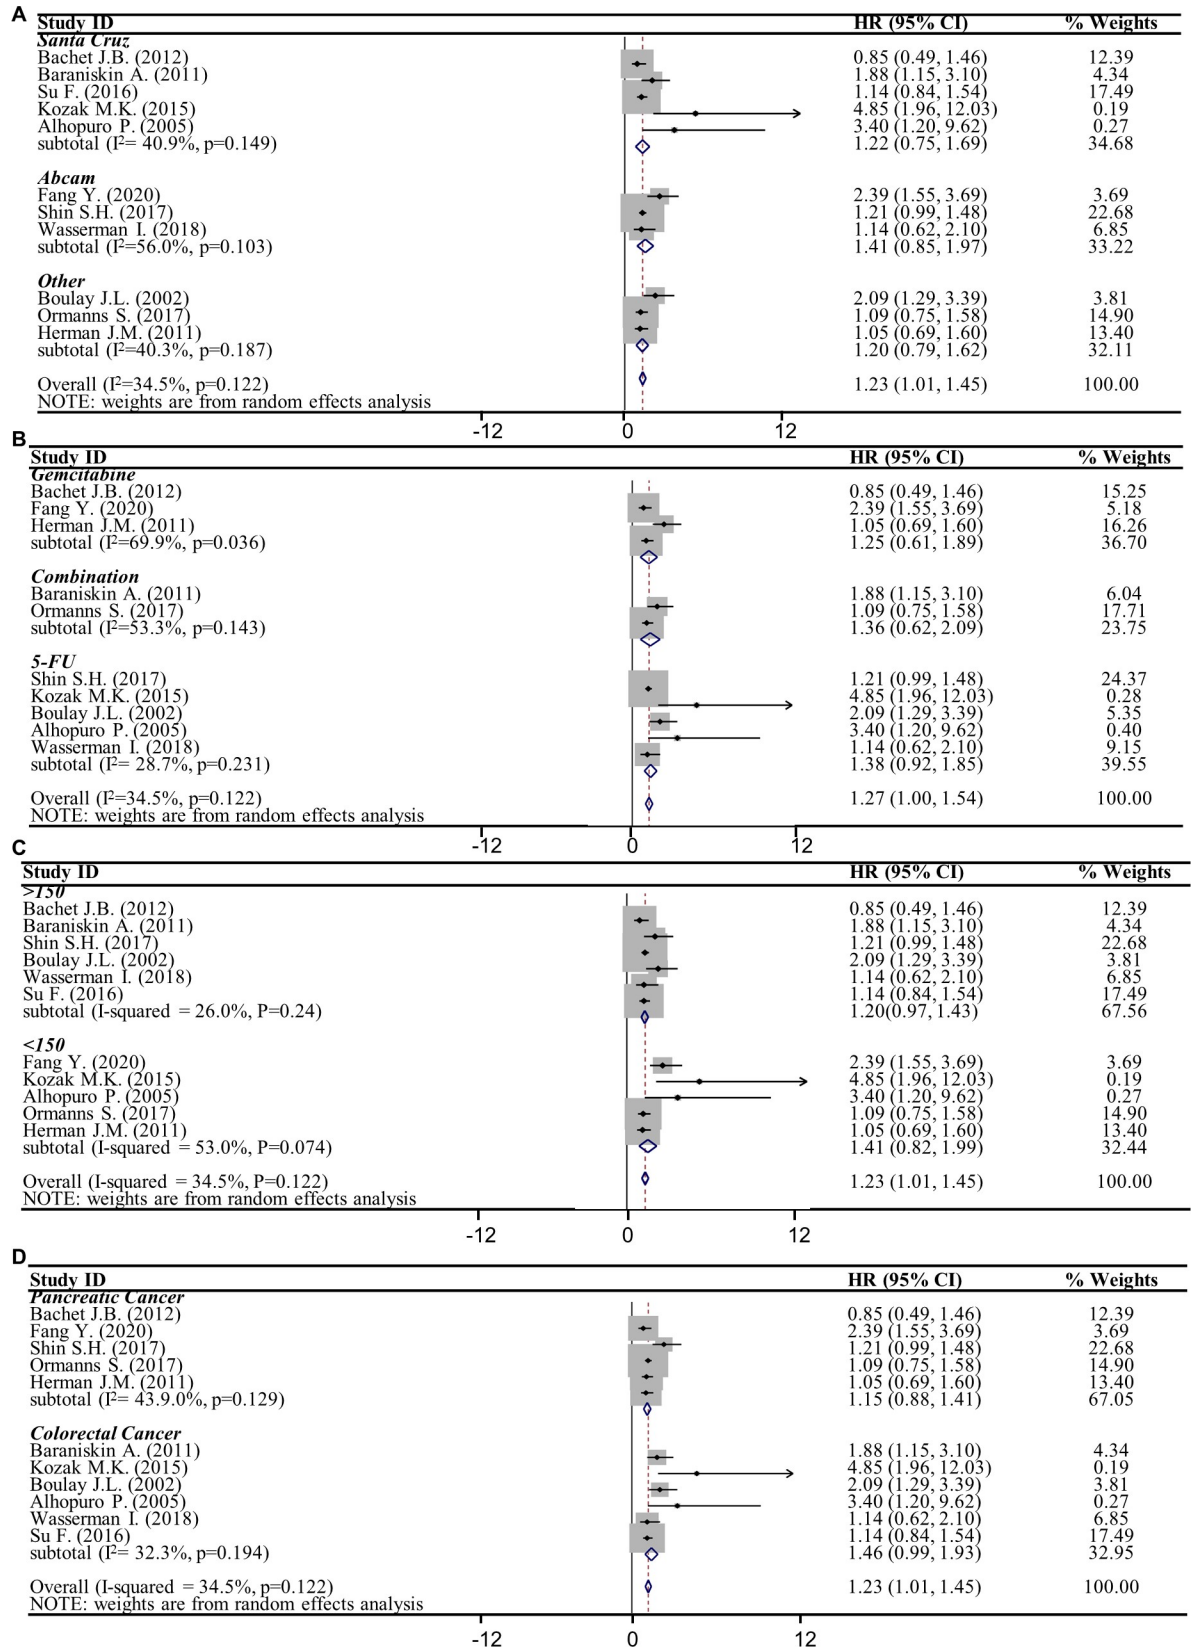 A
Study ID HR (95% CI) % Weights
Santa Cruz
Bachet J.B. (2012) 0.85 (0.49, 1.46) 12.39
Baraniskin A. (2011) 1.88 (1.15, 3.10) 4.34
Su F. (2016) 1.14 (0.84, 1.54) 17.49
Kozak M.K. (2015) 4.85 (1.96, 12.03) 0.19
Alhopuro P. (2005) 3.40 (1.20, 9.62) 0.27
subtotal (I²= 40.9%, p=0.149) 1.22 (0.75, 1.69) 34.68
Abcam
Fang Y. (2020) 2.39 (1.55, 3.69) 3.69
Shin S.H. (2017) 1.21 (0.99, 1.48) 22.68
Wasserman I. (2018) 1.14 (0.62, 2.10) 6.85
subtotal (I²=56.0%, p=0.103) 1.41 (0.85, 1.97) 33.22
Other
Boulay J.L. (2002) 2.09 (1.29, 3.39) 3.81
Ormanns S. (2017) 1.09 (0.75, 1.58) 14.90
Herman J.M. (2011) 1.05 (0.69, 1.60) 13.40
subtotal (I²=40.3%, p=0.187) 1.20 (0.79, 1.62) 32.11
Overall (I²=34.5%, p=0.122) 1.23 (1.01, 1.45) 100.00
NOTE: weights are from random effects analysis
-12 0 12
B
Study ID HR (95% CI) % Weights
Gemcitabine
Bachet J.B. (2012) 0.85 (0.49, 1.46) 15.25
Fang Y. (2020) 2.39 (1.55, 3.69) 5.18
Herman J.M. (2011) 1.05 (0.69, 1.60) 16.26
subtotal (I²=69.9%, p=0.036) 1.25 (0.61, 1.89) 36.70
Combination
Baraniskin A. (2011) 1.88 (1.15, 3.10) 6.04
Ormanns S. (2017) 1.09 (0.75, 1.58) 17.71
subtotal (I²=53.3%, p=0.143) 1.36 (0.62, 2.09) 23.75
5-FU
Shin S.H. (2017) 1.21 (0.99, 1.48) 24.37
Kozak M.K. (2015) 4.85 (1.96, 12.03) 0.28
Boulay J.L. (2002) 2.09 (1.29, 3.39) 5.35
Alhopuro P. (2005) 3.40 (1.20, 9.62) 0.40
Wasserman I. (2018) 1.14 (0.62, 2.10) 9.15
subtotal (I²= 28.7%, p=0.231) 1.38 (0.92, 1.85) 39.55
Overall (I²=34.5%, p=0.122) 1.27 (1.00, 1.54) 100.00
NOTE: weights are from random effects analysis
-12 0 12
C
Study ID HR (95% CI) % Weights
>150
Bachet J.B. (2012) 0.85 (0.49, 1.46) 12.39
Baraniskin A. (2011) 1.88 (1.15, 3.10) 4.34
Shin S.H. (2017) 1.21 (0.99, 1.48) 22.68
Boulay J.L. (2002) 2.09 (1.29, 3.39) 3.81
Wasserman I. (2018) 1.14 (0.62, 2.10) 6.85
Su F. (2016) 1.14 (0.84, 1.54) 17.49
subtotal (I-squared = 26.0%, P=0.24) 1.20(0.97, 1.43) 67.56
<150
Fang Y. (2020) 2.39 (1.55, 3.69) 3.69
Kozak M.K. (2015) 4.85 (1.96, 12.03) 0.19
Alhopuro P. (2005) 3.40 (1.20, 9.62) 0.27
Ormanns S. (2017) 1.09 (0.75, 1.58) 14.90
Herman J.M. (2011) 1.05 (0.69, 1.60) 13.40
subtotal (I-squared = 53.0%, P=0.074) 1.41 (0.82, 1.99) 32.44
Overall (I-squared = 34.5%, P=0.122) 1.23 (1.01, 1.45) 100.00
NOTE: weights are from random effects analysis
-12 0 12
D
Study ID HR (95% CI) % Weights
Pancreatic Cancer
Bachet J.B. (2012) 0.85 (0.49, 1.46) 12.39
Fang Y. (2020) 2.39 (1.55, 3.69) 3.69
Shin S.H. (2017) 1.21 (0.99, 1.48) 22.68
Ormanns S. (2017) 1.09 (0.75, 1.58) 14.90
Herman J.M. (2011) 1.05 (0.69, 1.60) 13.40
subtotal (I²= 43.9.0%, p=0.129) 1.15 (0.88, 1.41) 67.05
Colorectal Cancer
Baraniskin A. (2011) 1.88 (1.15, 3.10) 4.34
Kozak M.K. (2015) 4.85 (1.96, 12.03) 0.19
Boulay J.L. (2002) 2.09 (1.29, 3.39) 3.81
Alhopuro P. (2005) 3.40 (1.20, 9.62) 0.27
Wasserman I. (2018) 1.14 (0.62, 2.10) 6.85
Su F. (2016) 1.14 (0.84, 1.54) 17.49
subtotal (I²= 32.3%, p=0.194) 1.46 (0.99, 1.93) 32.95
Overall (I-squared = 34.5%, p=0.122) 1.23 (1.01, 1.45) 100.00
NOTE: weights are from random effects analysis
-12 0 12